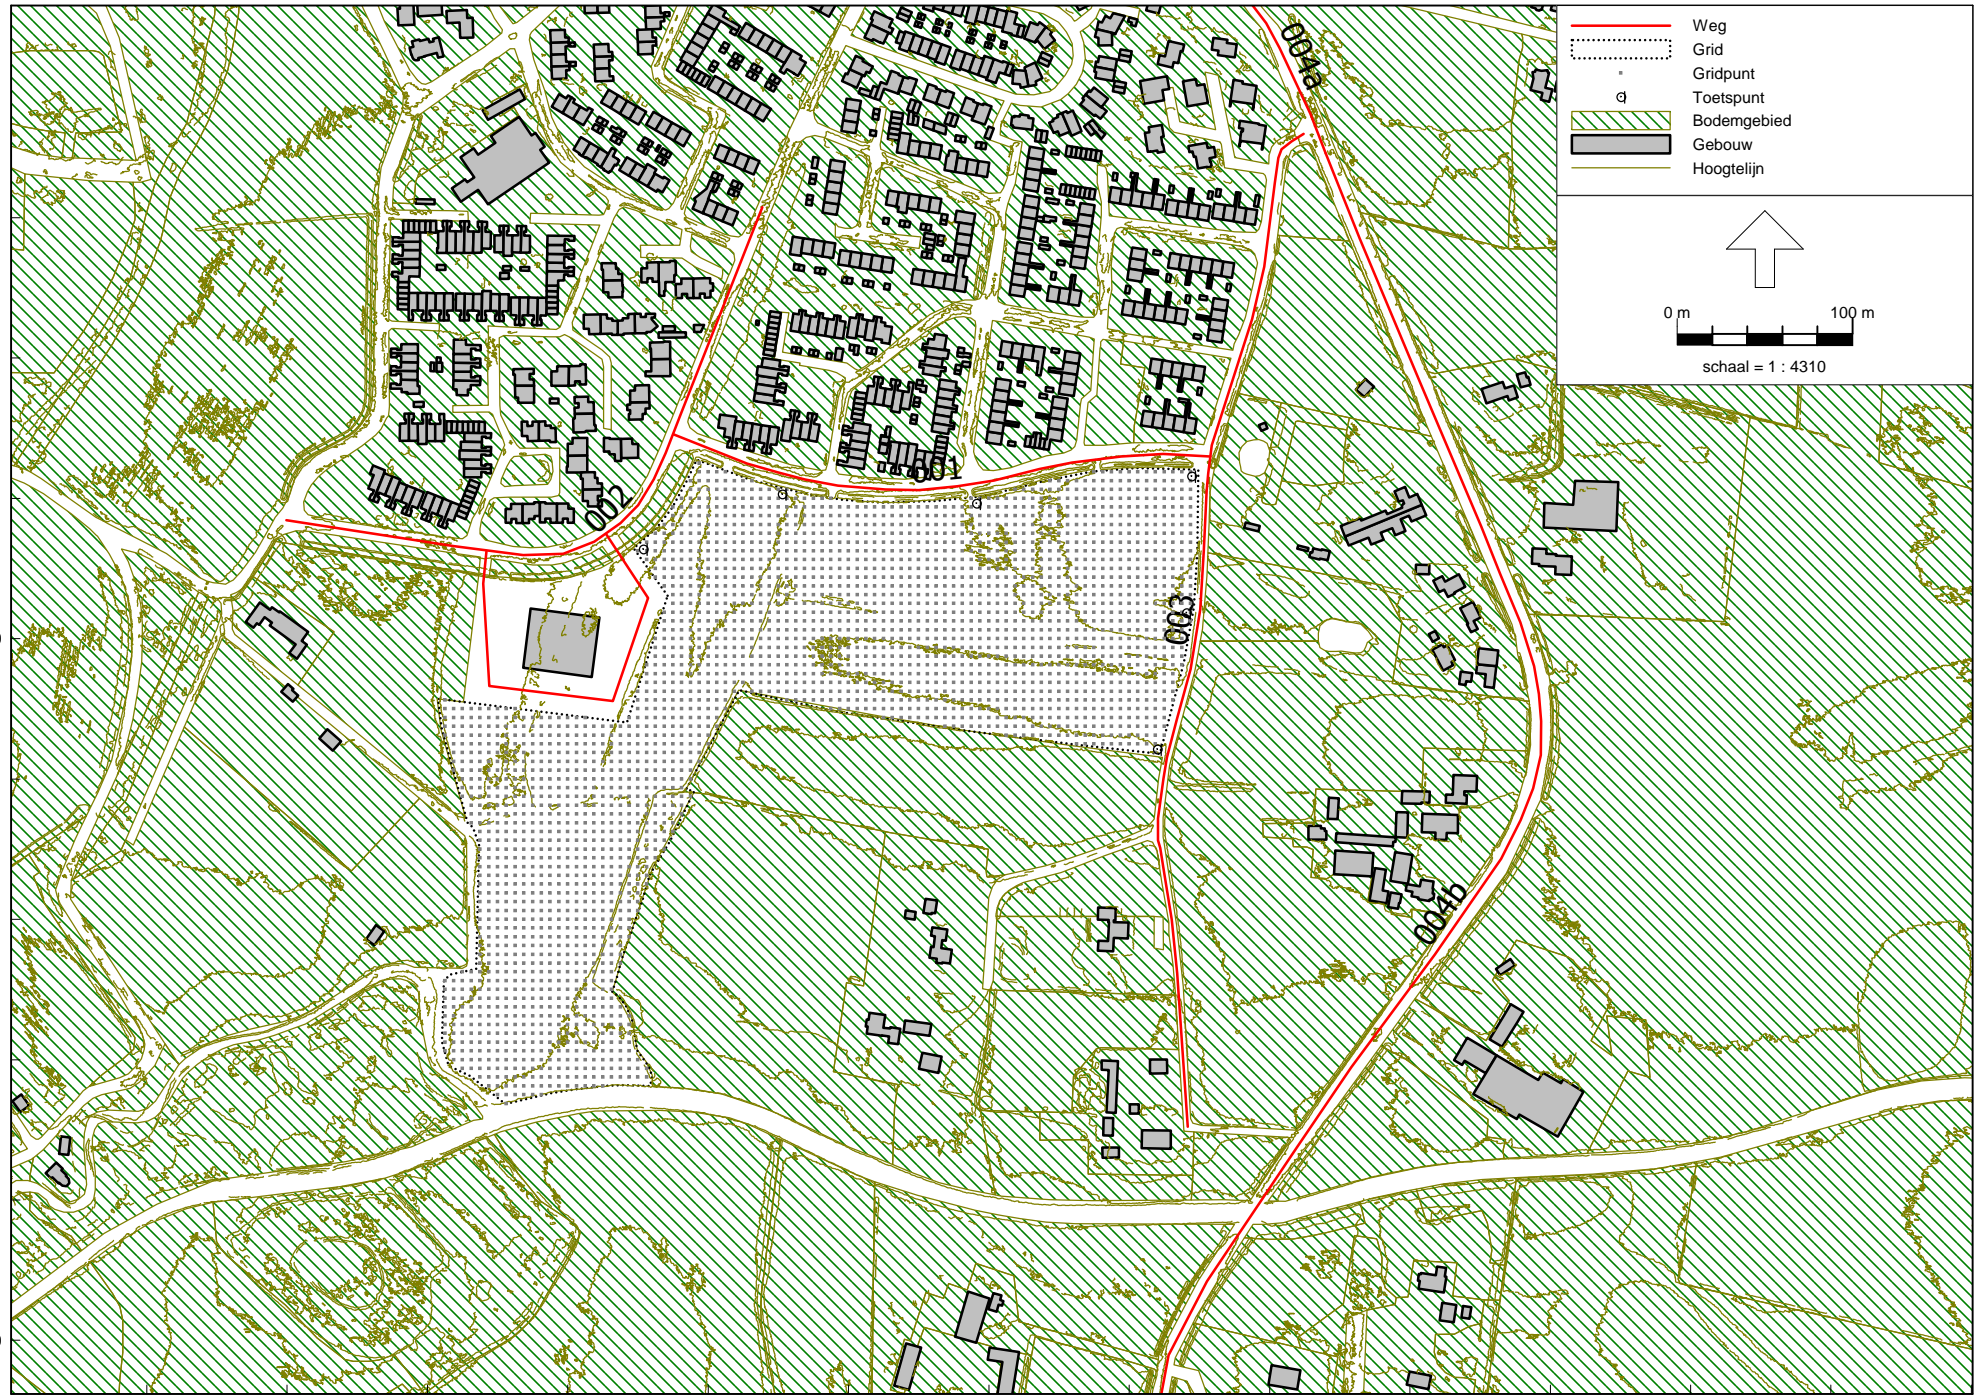 Weg
Grid
Gridpunt
Toetspunt
Bodemgebied
Gebouw
Hoogtelijn
0 m 100 m
schaal = 1 : 4310
004a
001
002
003
004b